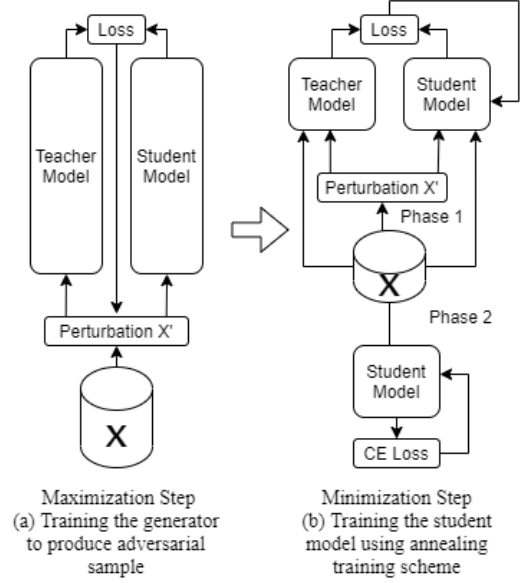 Loss
Teacher
Model
Student
Model
Perturbation X'
X
Maximization Step
(a) Training the generator
to produce adversarial
sample
Loss
Teacher
Model
Student
Model
Perturbation X'
Phase 1
X
Phase 2
Student
Model
CE Loss
Minimization Step
(b) Training the student
model using annealing
training scheme